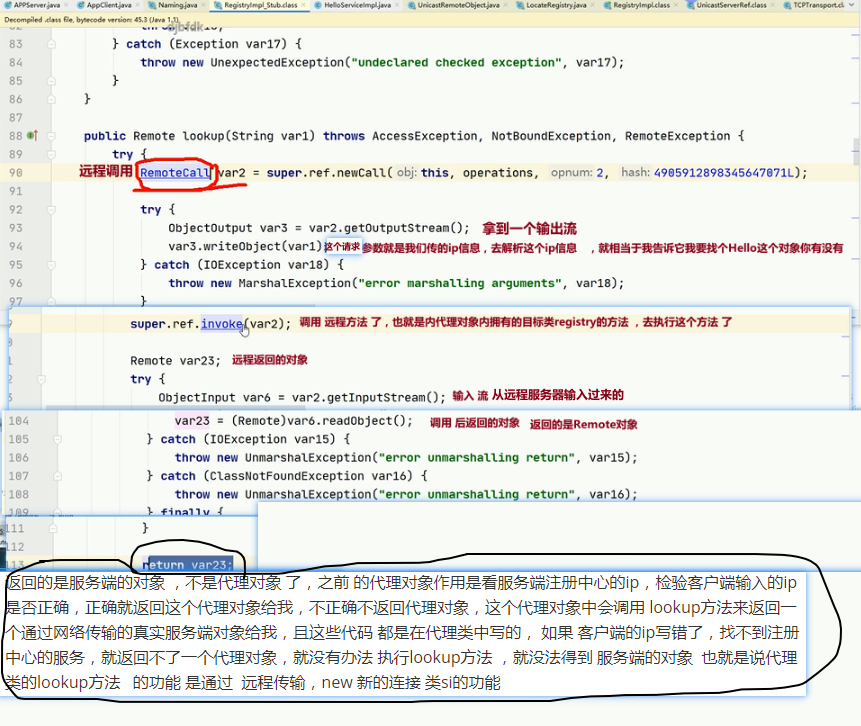 APPServer.java × AppClient.java × Naming.java × RegistryImpl_Stub.class × HelloServiceImpl.java × UnicastRemoteObject.java × LocateRegistry.java × RegistryImpl.class × UnicastServerRef.class × TCPTransport.cl
Decompiled .class file, bytecode version: 45.3 (Java 1.1)
83 } catch (Exception var17) {
84 throw new UnexpectedException("undeclared checked exception", var17);
85 }
86 }
87
88 public Remote lookup(String var1) throws AccessException, NotBoundException, RemoteException {
89 try {
90 远程调用 RemoteCall var2 = super.ref.newCall( obj: this, operations, opnum: 2, hash: 4905912898345647071L);
91
92 try {
93 ObjectOutput var3 = var2.getOutputStream(); 拿到一个输出流
94 var3.writeObject(var1) 这个请求 参数就是我们传的ip信息，去解析这个ip信息 ，就相当于我告诉它我要找个Hello这个对象你有没有
95 } catch (IOException var18) {
96 throw new MarshalException("error marshalling arguments", var18);
97 }
super.ref.invoke(var2); 调用 远程方法 了，也就是内代理对象内拥有的目标类registry的方法 ，去执行这个方法 了
Remote var23; 远程返回的对象
try {
ObjectInput var6 = var2.getInputStream(); 输入 流 从远程服务器输入过来的
104 var23 = (Remote)var6.readObject(); 调用 后返回的对象 返回的是Remote对象
105 } catch (IOException var15) {
106 throw new UnmarshalException("error unmarshalling return", var15);
107 } catch (ClassNotFoundException var16) {
108 throw new UnmarshalException("error unmarshalling return", var16);
109 } finally {
111 }
112
113 return var23;
返回的是服务端的对象 ，不是代理对象 了，之前 的代理对象作用是看服务端注册中心的ip，检验客户端输入的ip
是否正确，正确就返回这个代理对象给我，不正确不返回代理对象，这个代理对象中会调用 lookup方法来返回一
个通过网络传输的真实服务端对象给我，且这些代码 都是在代理类中写的， 如果 客户端的ip写错了，找不到注册
中心的服务，就返回不了一个代理对象，就没有办法 执行lookup方法 ，就没法得到 服务端的对象 也就是说代理
类的lookup方法 的功能 是通过 远程传输，new 新的连接 类si的功能